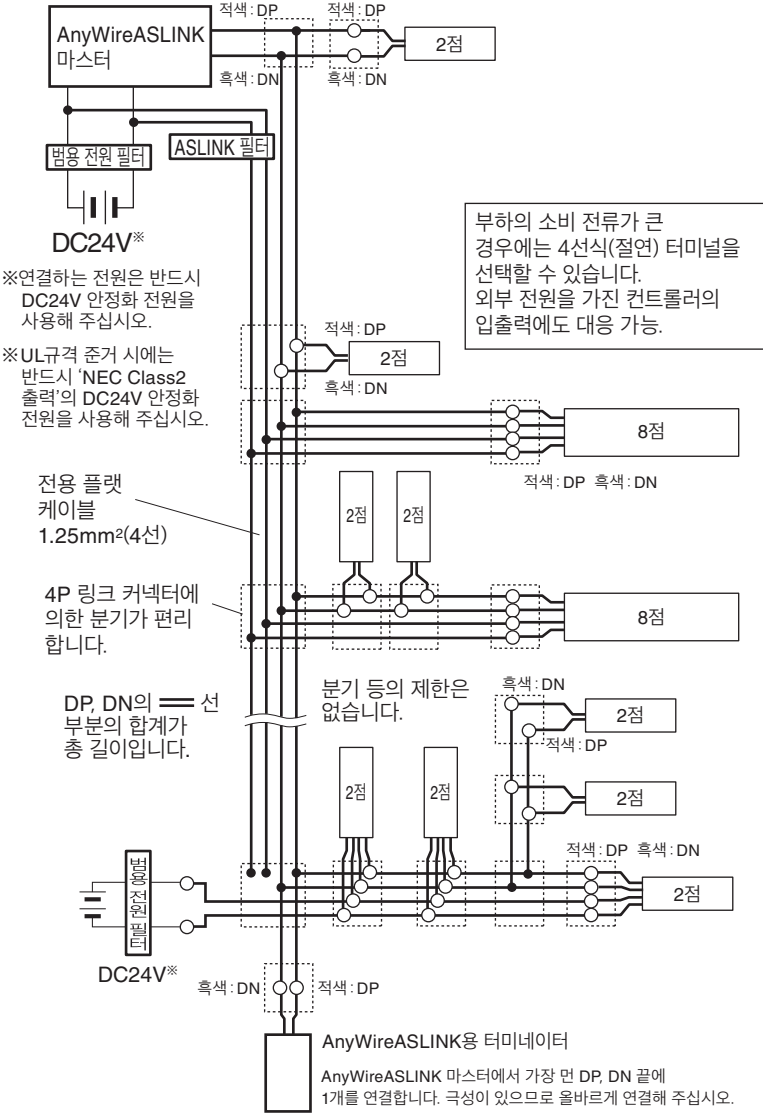 적색 : DP
적색 : DP
AnyWireASLINK
마스터
2점
흑색 : DN
흑색 : DN
범용 전원 필터
ASLINK 필터
DC24V※
※연결하는 전원은 반드시
DC24V 안정화 전원을
사용해 주십시오.
※UL규격 준거 시에는
반드시 ‘NEC Class2
출력’의 DC24V 안정화
전원을 사용해 주십시오.
부하의 소비 전류가 큰
경우에는 4선식(절연) 터미널을
선택할 수 있습니다.
외부 전원을 가진 컨트롤러의
입출력에도 대응 가능.
적색 : DP
2점
흑색 : DN
8점
적색 : DP 흑색 : DN
전용 플랫
케이블
1.25mm²(4선)
2점
2점
4P 링크 커넥터에
의한 분기가 편리
합니다.
8점
DP, DN의 선
부분의 합계가
총 길이입니다.
분기 등의 제한은
없습니다.
흑색 : DN
2점
적색 : DP
2점
2점
2점
적색 : DP 흑색 : DN
2점
범용 전원 필터
DC24V※
흑색 : DN
적색 : DP
AnyWireASLINK용 터미네이터
AnyWireASLINK 마스터에서 가장 먼 DP, DN 끝에
1개를 연결합니다. 극성이 있으므로 올바르게 연결해 주십시오.